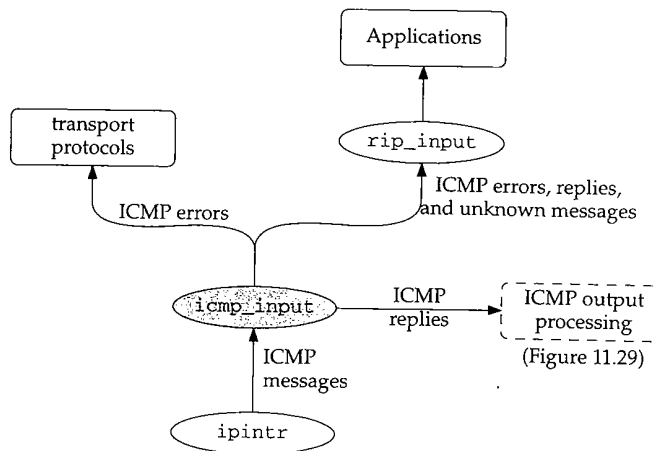 Applications
transport
protocols
rip_input
ICMP errors
ICMP errors, replies,
and unknown messages
icmp_input
ICMP
replies
ICMP output
processing
(Figure 11.29)
ICMP
messages
ipintr